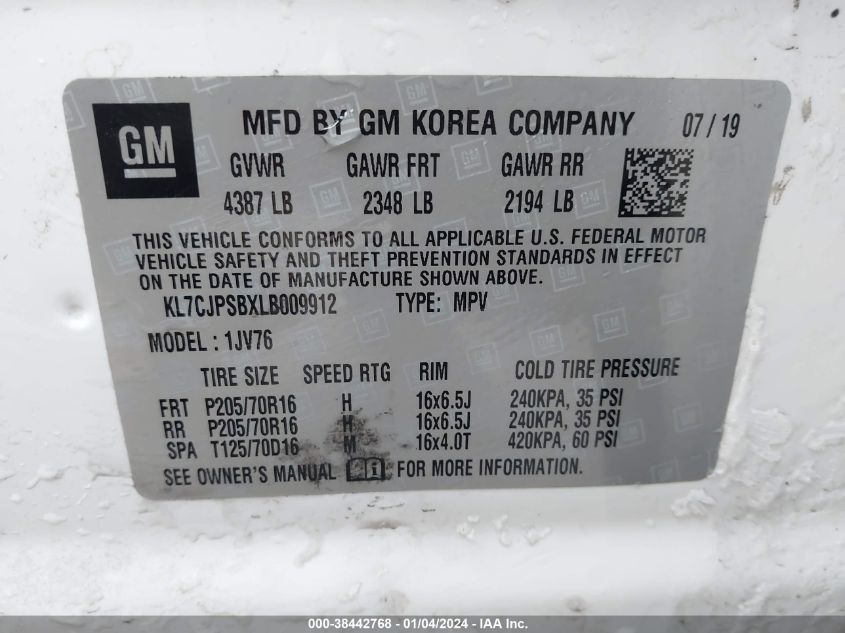 GM
MFD BY GM KOREA COMPANY 07/19
GVWR GAWR FRT GAWR RR
4387 LB 2348 LB 2194 LB
THIS VEHICLE CONFORMS TO ALL APPLICABLE U.S. FEDERAL MOTOR
VEHICLE SAFETY AND THEFT PREVENTION STANDARDS IN EFFECT
ON THE DATE OF MANUFACTURE SHOWN ABOVE.
KL7CJPSBXLB009912 TYPE: MPV
MODEL : 1JV76
TIRE SIZE SPEED RTG RIM COLD TIRE PRESSURE
FRT P205/70R16 H 16x6.5J 240KPA, 35 PSI
RR P205/70R16 H 16x6.5J 240KPA, 35 PSI
SPA T125/70D16 M 16x4.0T 420KPA, 60 PSI
SEE OWNER'S MANUAL FOR MORE INFORMATION.
000-38442768 - 01/04/2024 - IAA Inc.